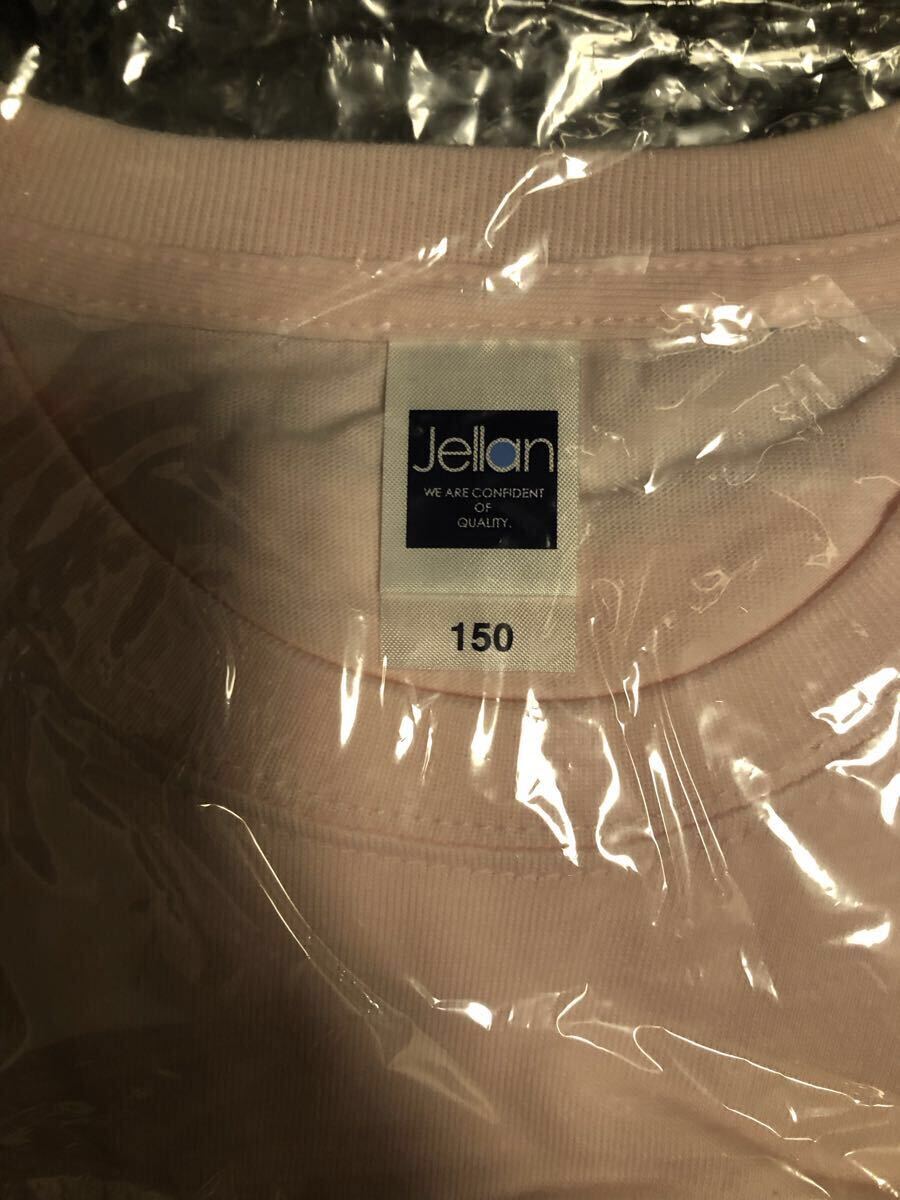 Jellan
WE ARE CONFIDENT
OF
QUALITY.
150